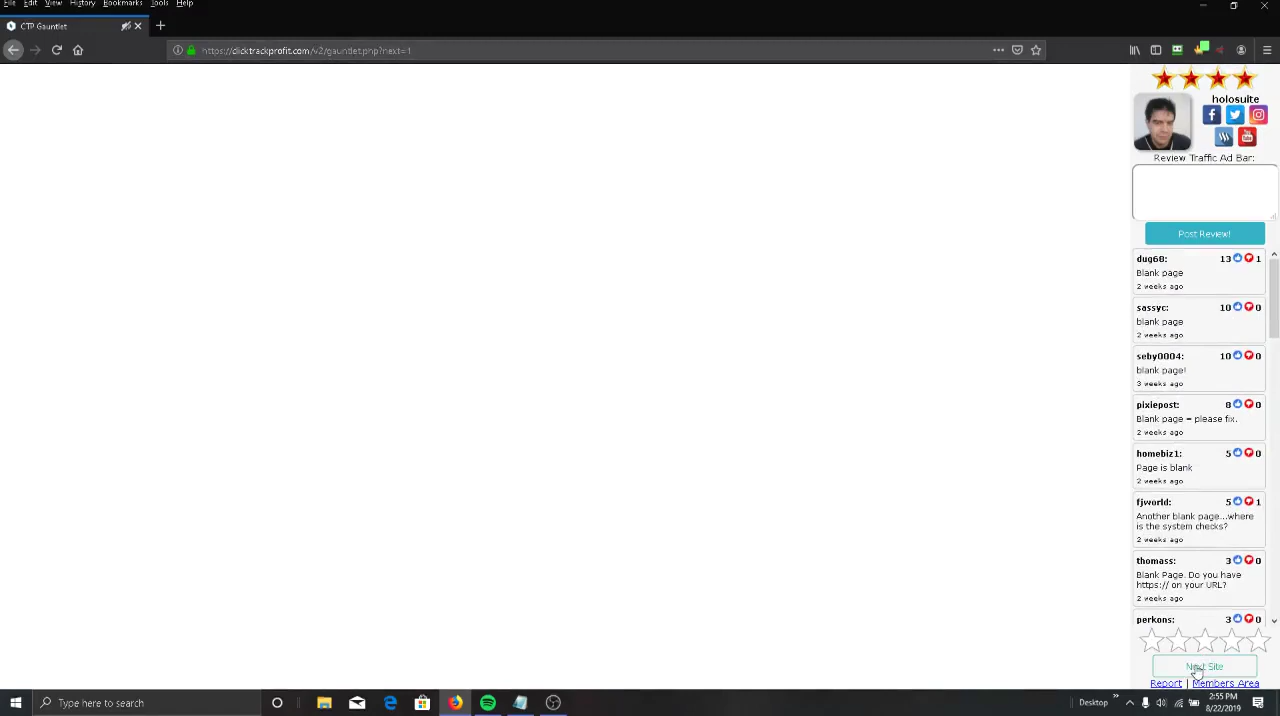 File Edit View History Bookmarks Tools Help
CTP Gauntlet
https://clicktrackprofit.com/v2/gauntlet.php?next=1
holosuite
Review Traffic Ad Bar:
Post Review!
dug60: 13 1
Blank page
2 weeks ago
sassyc: 10 0
blank page
2 weeks ago
seby0004: 10 0
blank page!
3 weeks ago
pixiepost: 8 0
Blank page = please fix.
2 weeks ago
homebiz1: 5 0
Page is blank
2 weeks ago
fjworld: 5 1
Another blank page...where
is the system checks?
2 weeks ago
thomass: 3 0
Blank Page. Do you have
https:// on your URL?
2 weeks ago
perkons: 3 0
Next Site
Report | Members Area
Type here to search
Desktop
2:55 PM
8/22/2019